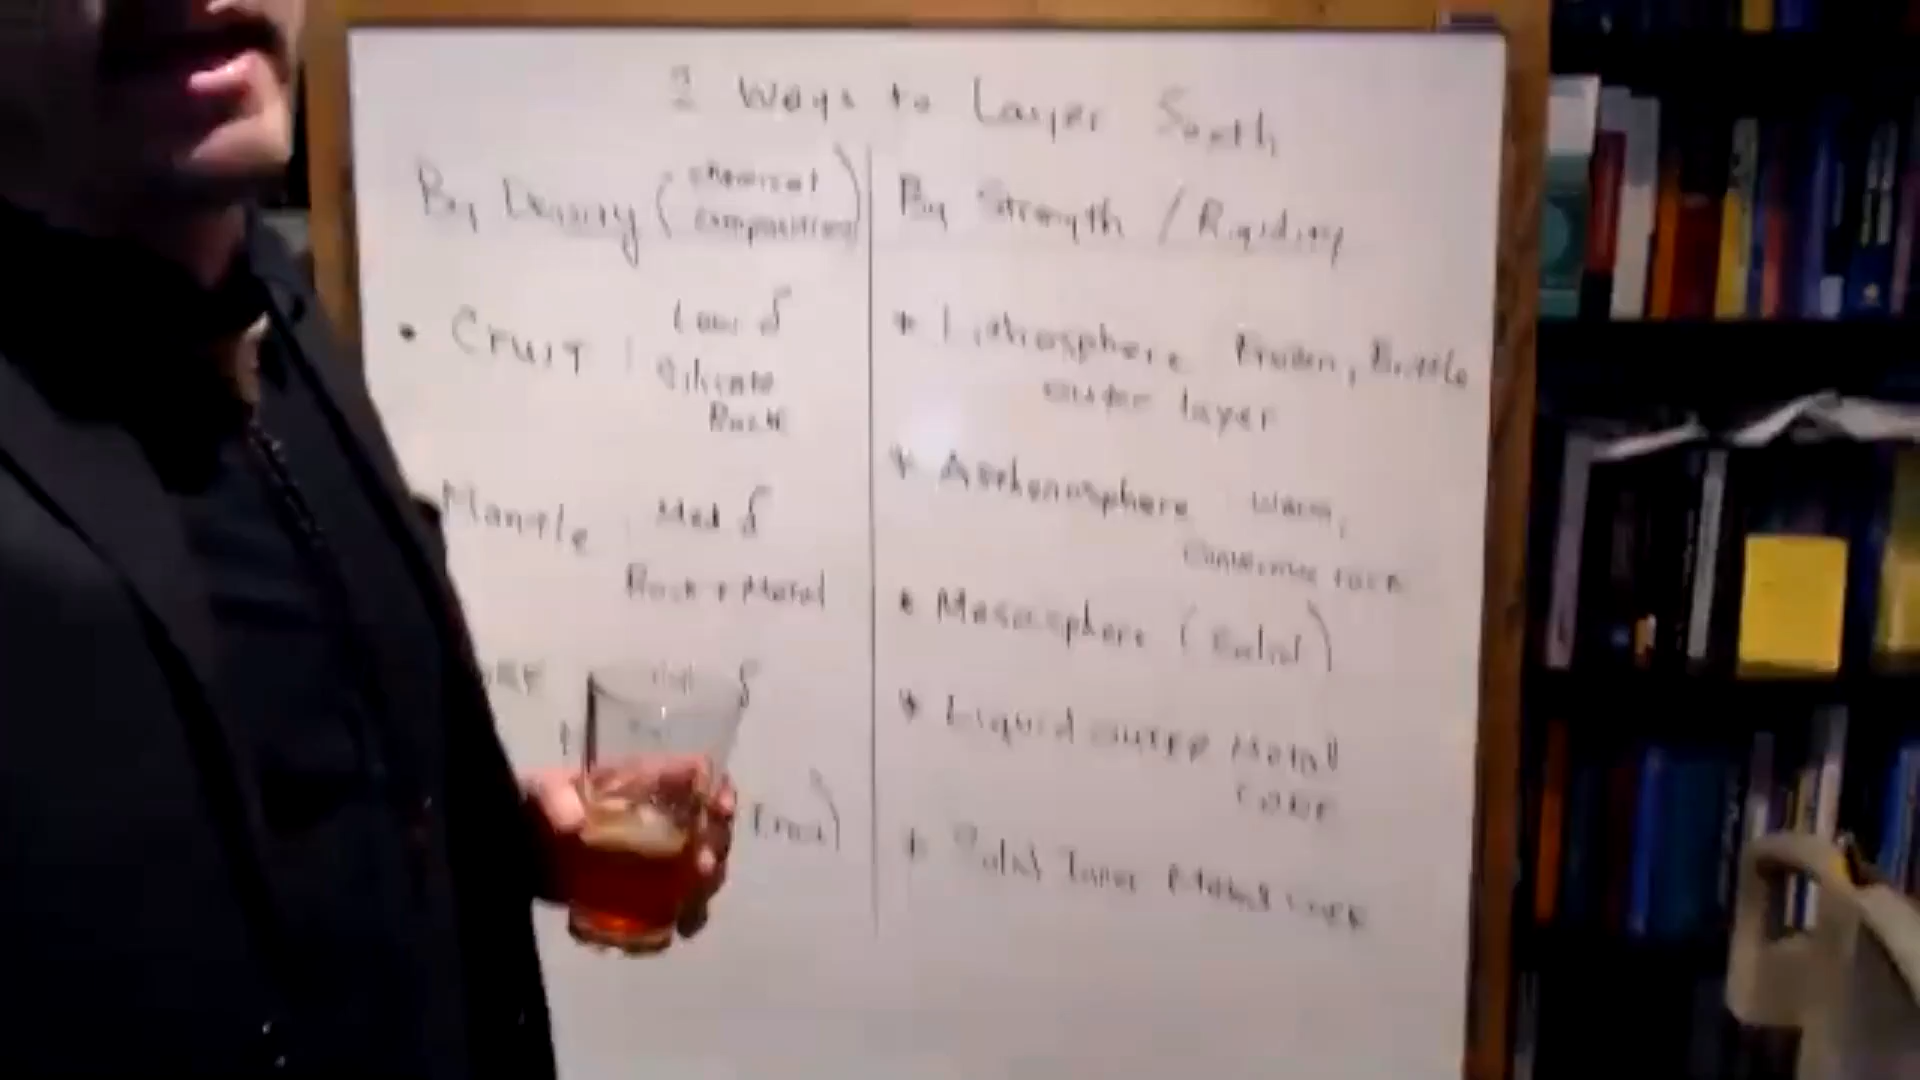 2 Ways to Layer Earth
By Density (chemical composition)
• Crust : Low δ
Silicate
Rock
Mantle : Med δ
Rock + Metal
δ
By Strength / Rigidity
* Lithosphere Frozen, Brittle
outer layer
* Asthenosphere Warm,
rock
* Mesosphere (Solid)
* Liquid outer Metal
core
* Solid Inner Metal core